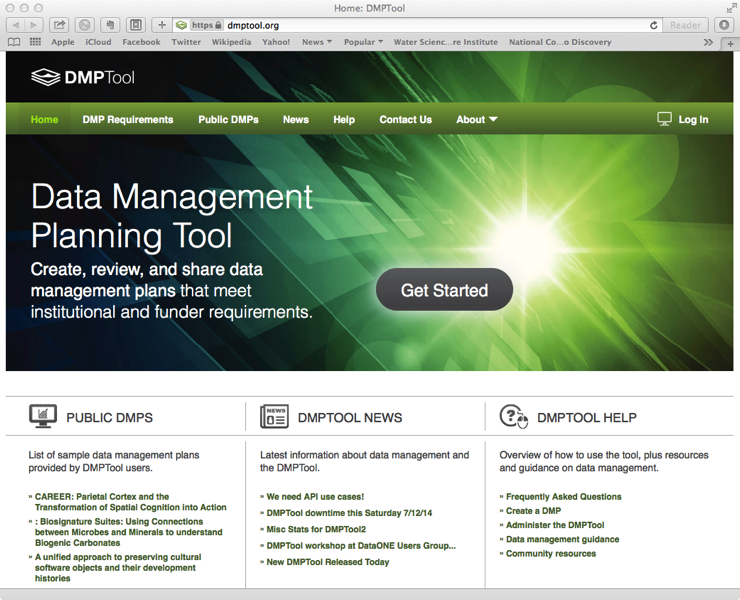 Home: DMPTool
https dmptool.org
Reader
Apple iCloud Facebook Twitter Wikipedia Yahoo! News Popular Water Scienc...re Institute National Co...o Discovery
DMPTool
Home DMP Requirements Public DMPs News Help Contact Us About Log In
Data Management
Planning Tool
Create, review, and share data
management plans that meet
institutional and funder requirements.
Get Started
PUBLIC DMPS
List of sample data management plans
provided by DMPTool users.
» CAREER: Parietal Cortex and the
Transformation of Spatial Cognition into Action
» : Biosignature Suites: Using Connections
between Microbes and Minerals to understand
Biogenic Carbonates
» A unified approach to preserving cultural
software objects and their development
histories
NEWS
DMPTOOL NEWS
Latest information about data management and
the DMPTool.
» We need API use cases!
» DMPTool downtime this Saturday 7/12/14
» Misc Stats for DMPTool2
» DMPTool workshop at DataONE Users Group...
» New DMPTool Released Today
DMPTOOL HELP
Overview of how to use the tool, plus resources
and guidance on data management.
» Frequently Asked Questions
» Create a DMP
» Administer the DMPTool
» Data management guidance
» Community resources